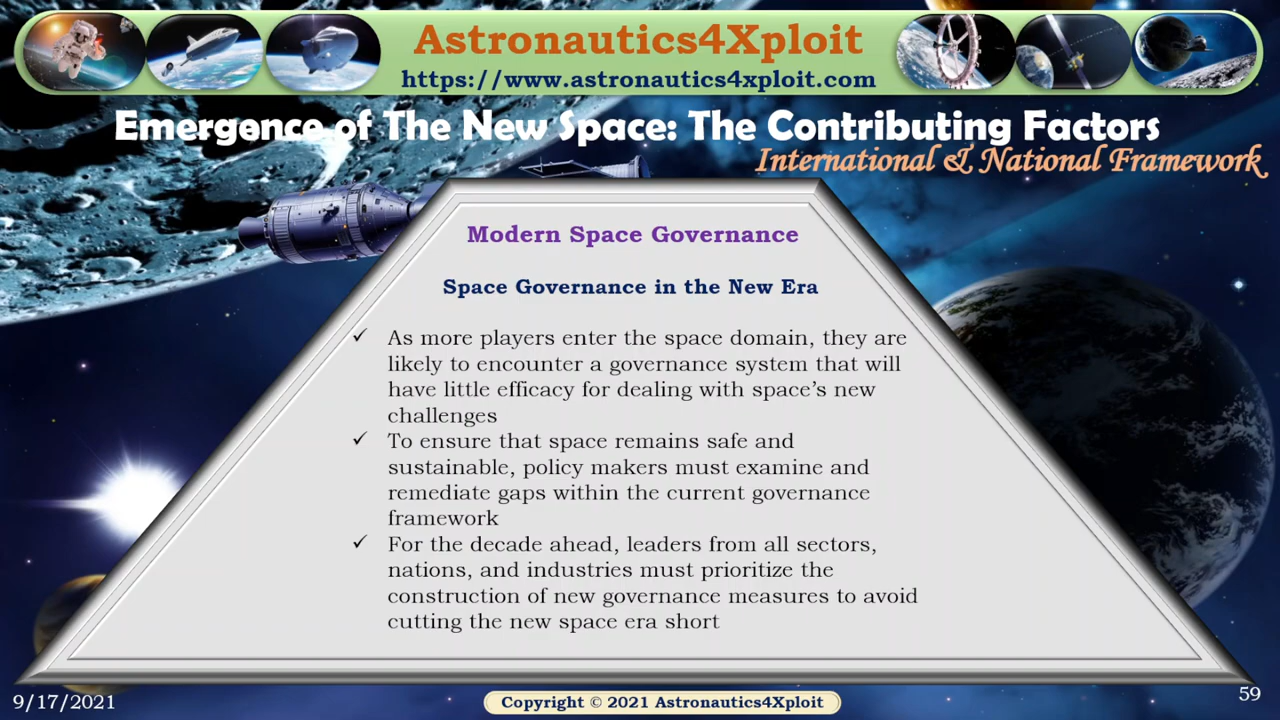 Astronautics4Xploit
https://www.astronautics4xploit.com
Emergence of The New Space: The Contributing Factors
International & National Framework
Modern Space Governance
Space Governance in the New Era
✓ As more players enter the space domain, they are
likely to encounter a governance system that will
have little efficacy for dealing with space's new
challenges
✓ To ensure that space remains safe and
sustainable, policy makers must examine and
remediate gaps within the current governance
framework
✓ For the decade ahead, leaders from all sectors,
nations, and industries must prioritize the
construction of new governance measures to avoid
cutting the new space era short
9/17/2021
Copyright © 2021 Astronautics4Xploit
59